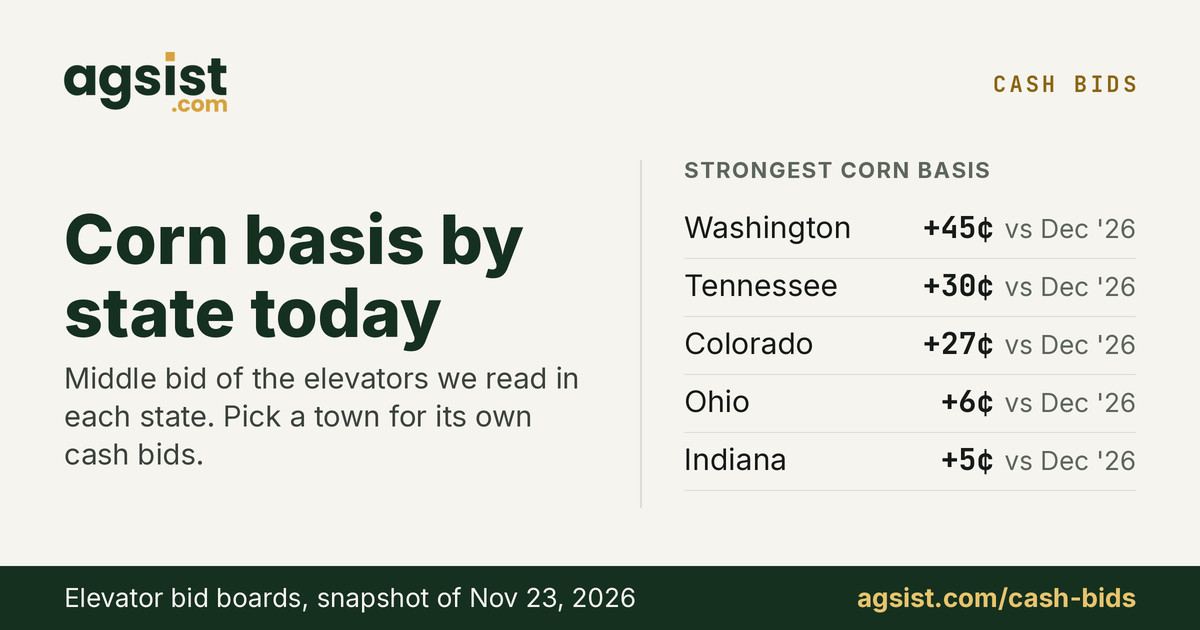 agsist
.com
CASH BIDS
Corn basis by
state today
Middle bid of the elevators we read in
each state. Pick a town for its own
cash bids.
STRONGEST CORN BASIS
Washington +45¢ vs Dec '26
Tennessee +30¢ vs Dec '26
Colorado +27¢ vs Dec '26
Ohio +6¢ vs Dec '26
Indiana +5¢ vs Dec '26
Elevator bid boards, snapshot of Nov 23, 2026
agsist.com/cash-bids